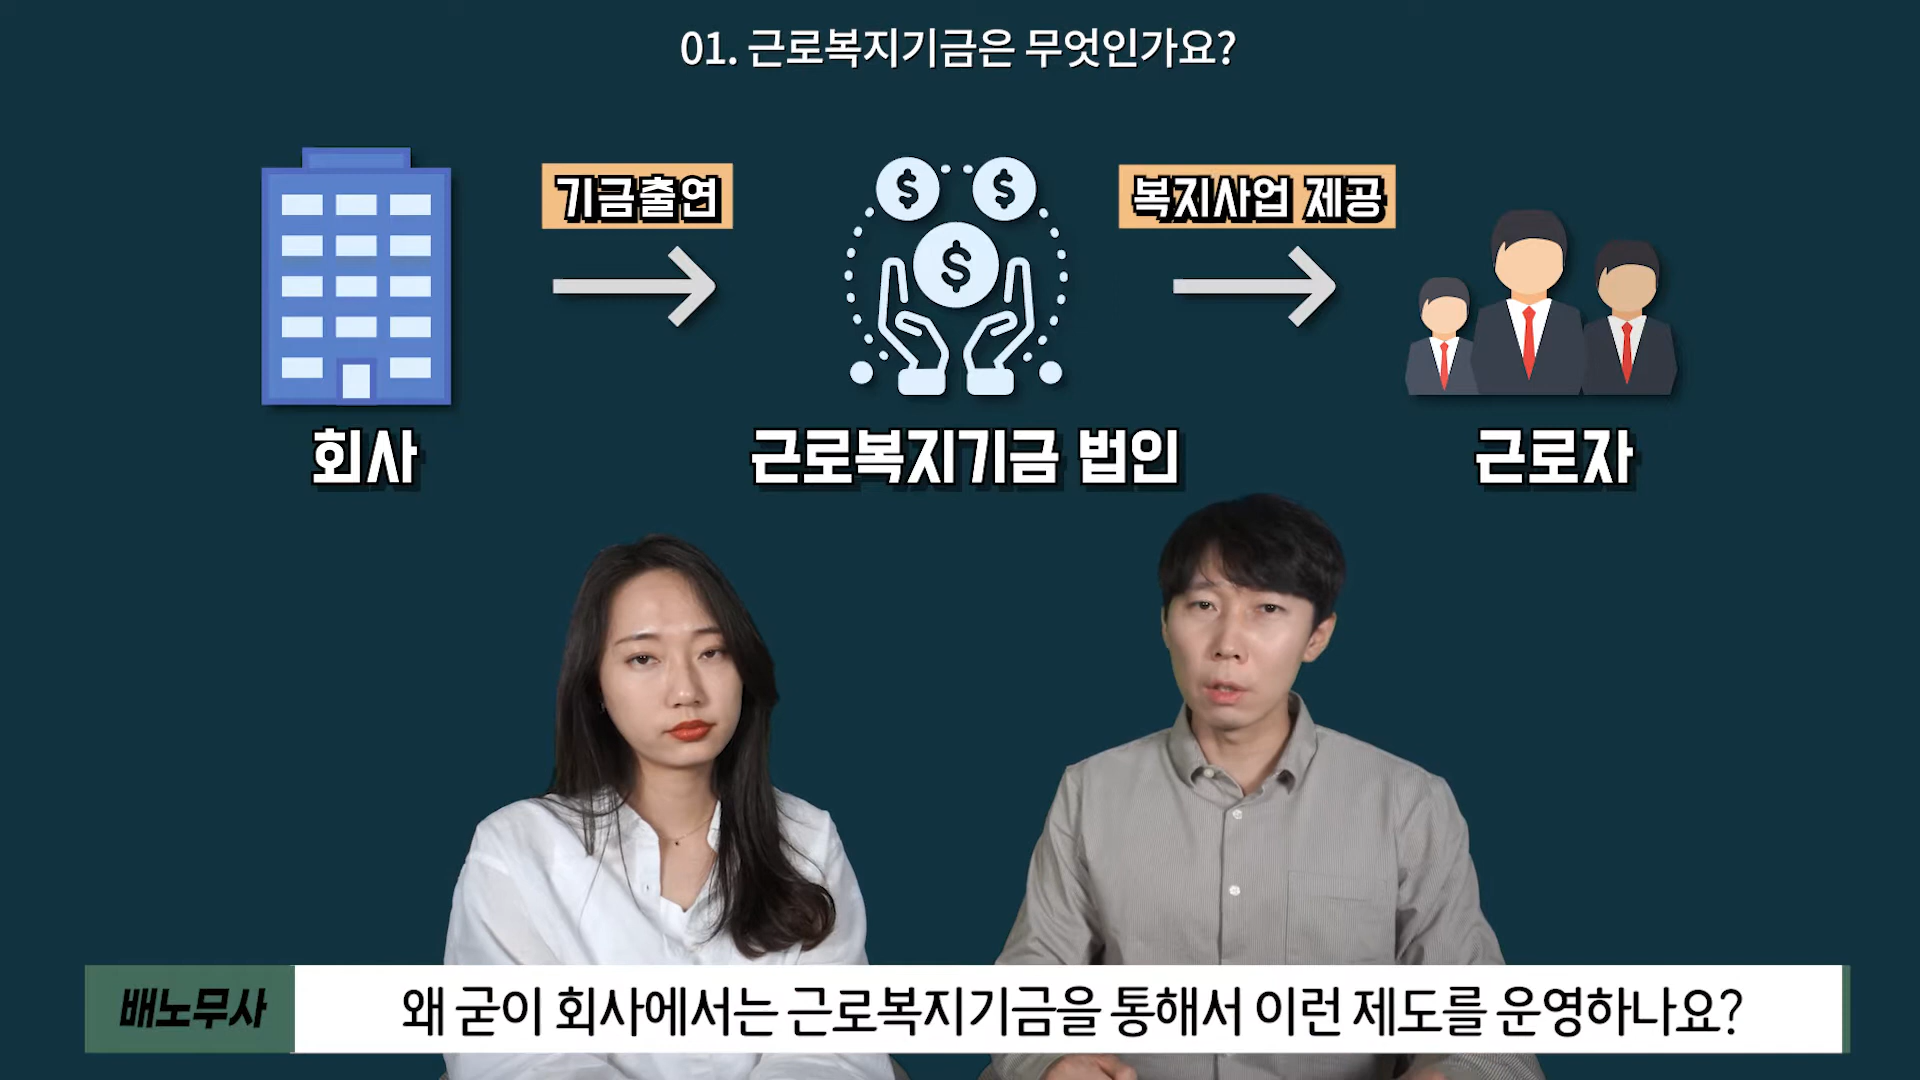 01. 근로복지기금은 무엇인가요?
기금출연
복지사업 제공
회사
근로복지기금 법인
근로자
배노무사
왜 굳이 회사에서는 근로복지기금을 통해서 이런 제도를 운영하나요?